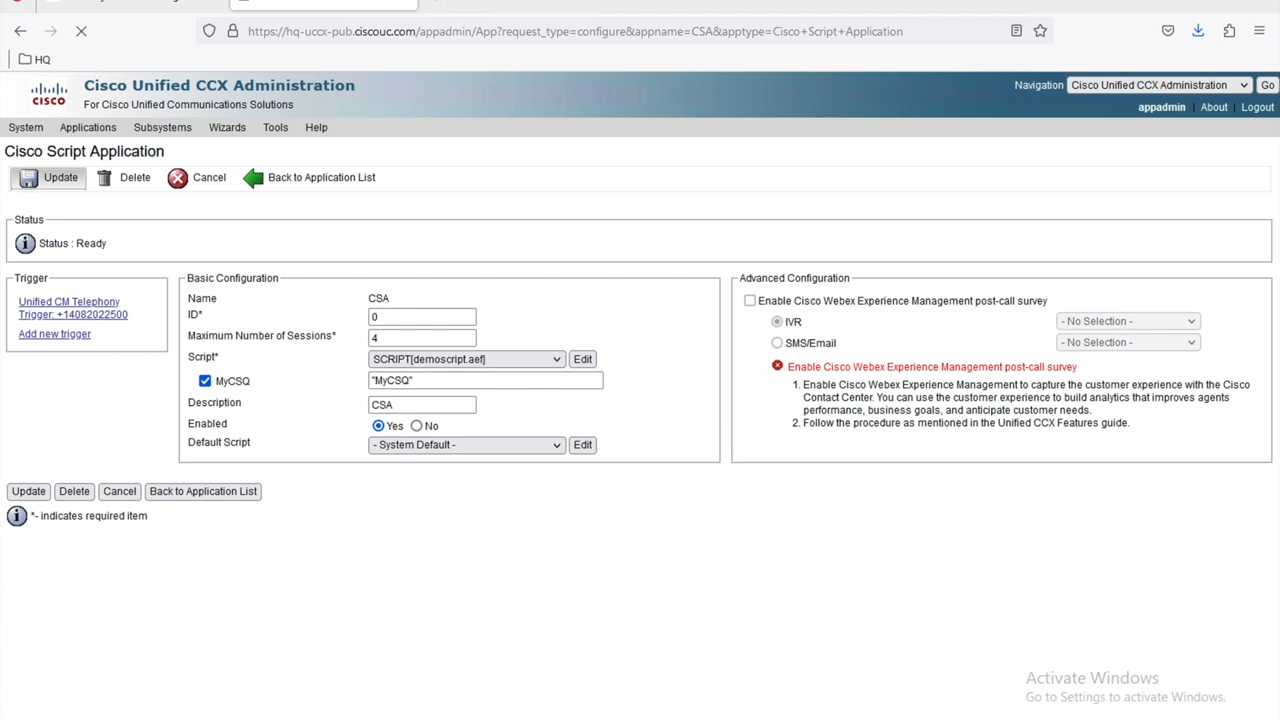 https://hq-uccx-pub.ciscouc.com/appadmin/App?request_type=configure&appname=CSA&apptype=Cisco+Script+Application
HQ
CISCO
Cisco Unified CCX Administration
For Cisco Unified Communications Solutions
Navigation Cisco Unified CCX Administration Go
appadmin | About | Logout
System Applications Subsystems Wizards Tools Help
Cisco Script Application
Update Delete Cancel Back to Application List
Status
Status : Ready
Trigger
Unified CM Telephony
Trigger: +14082022500
Add new trigger
Basic Configuration
Name CSA
ID* 0
Maximum Number of Sessions* 4
Script* SCRIPT[demoscript.aef] Edit
MyCSQ "MyCSQ"
Description CSA
Enabled Yes No
Default Script - System Default - Edit
Advanced Configuration
Enable Cisco Webex Experience Management post-call survey
IVR - No Selection -
SMS/Email - No Selection -
Enable Cisco Webex Experience Management post-call survey
1. Enable Cisco Webex Experience Management to capture the customer experience with the Cisco
Contact Center. You can use the customer experience to build analytics that improves agents
performance, business goals, and anticipate customer needs.
2. Follow the procedure as mentioned in the Unified CCX Features guide.
Update Delete Cancel Back to Application List
*- indicates required item
Activate Windows
Go to Settings to activate Windows.